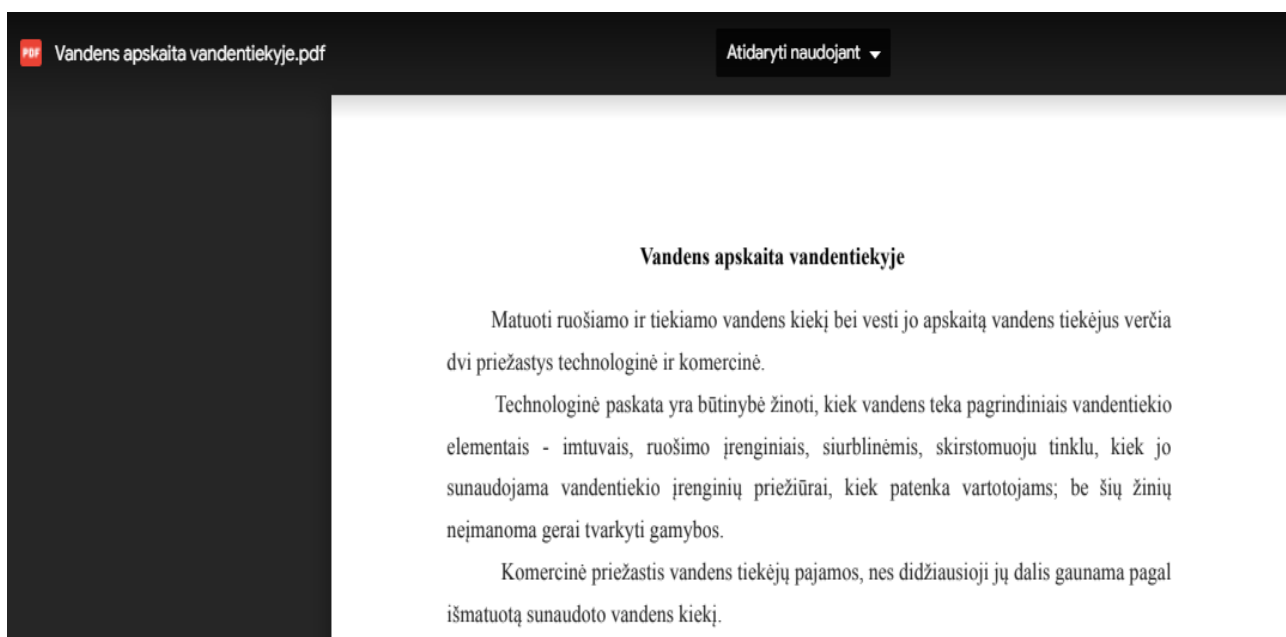 PDF Vandens apskaita vandentiekyje.pdf
Atidaryti naudojant
Vandens apskaita vandentiekyje
Matuoti ruošiamo ir tiekiamo vandens kiekį bei vesti jo apskaitą vandens tiekėjus verčia
dvi priežastys technologinė ir komercinė.
Technologinė paskata yra būtinybė žinoti, kiek vandens teka pagrindiniais vandentiekio
elementais - imtuvais, ruošimo įrenginiais, siurblinėmis, skirstomuoju tinklu, kiek jo
sunaudojama vandentiekio įrenginių priežiūrai, kiek patenka vartotojams; be šių žinių
neįmanoma gerai tvarkyti gamybos.
Komercinė priežastis vandens tiekėjų pajamos, nes didžiausioji jų dalis gaunama pagal
išmatuotą sunaudoto vandens kiekį.